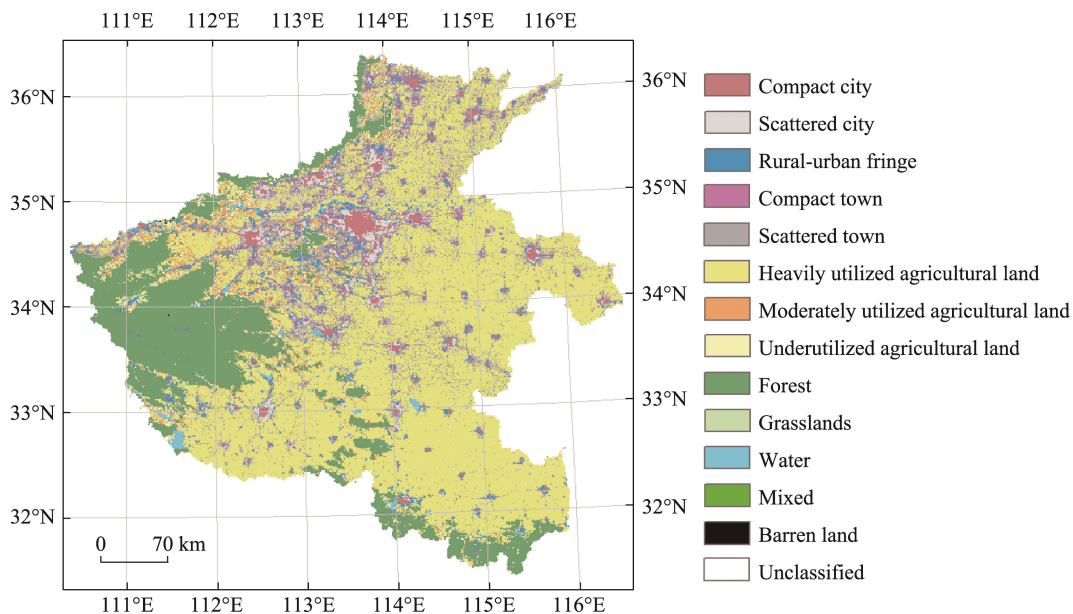 111°E 112°E 113°E 114°E 115°E 116°E
36°N
35°N
34°N
33°N
32°N
36°N
35°N
34°N
33°N
32°N
0 70 km
111°E 112°E 113°E 114°E 115°E 116°E
Compact city
Scattered city
Rural-urban fringe
Compact town
Scattered town
Heavily utilized agricultural land
Moderately utilized agricultural land
Underutilized agricultural land
Forest
Grasslands
Water
Mixed
Barren land
Unclassified